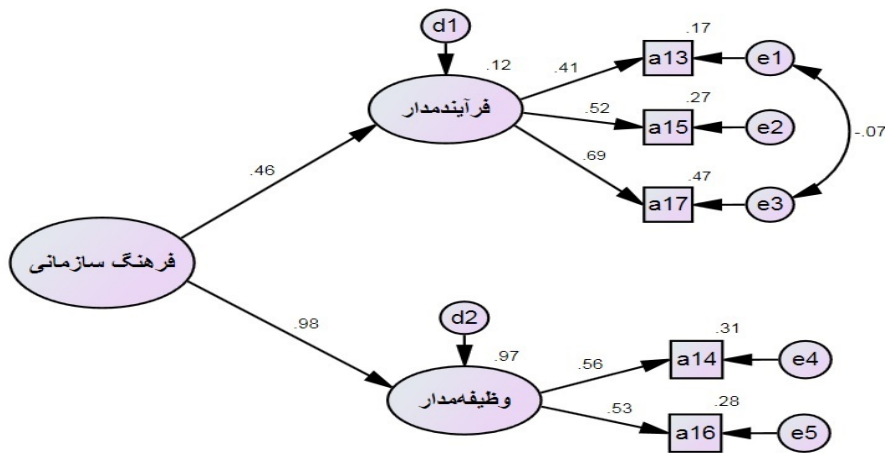 d1
.12
فرآیندمدار
.41
.17
a13
e1
.52
.27
a15
e2
-.07
.69
.47
a17
e3
.46
فرهنگ سازمانی
.98
d2
.97
وظیفه‌مدار
.56
.31
a14
e4
.53
.28
a16
e5